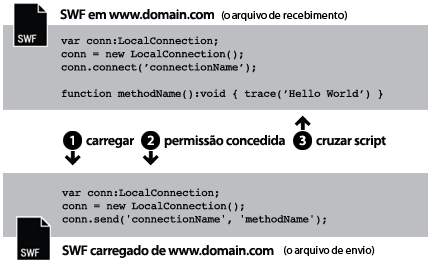 SWF
SWF em www.domain.com (o arquivo de recebimento)
var conn:LocalConnection;
conn = new LocalConnection();
conn.connect(‘connectionName’);
function methodName():void { trace(‘Hello World’) }
1 carregar 2 permissão concedida 3 cruzar script
var conn:LocalConnection;
conn = new LocalConnection();
conn.send('connectionName', 'methodName');
SWF
SWF carregado de www.domain.com (o arquivo de envio)